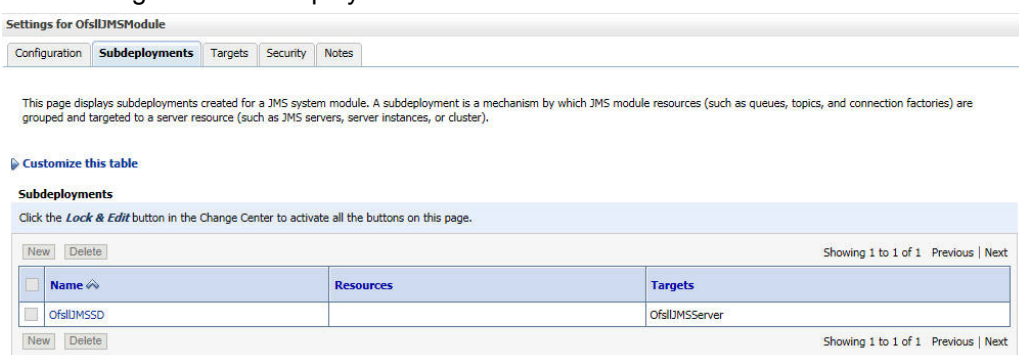 Settings for OfsllJMSModule
Configuration Subdeployments Targets Security Notes
This page displays subdeployments created for a JMS system module. A subdeployment is a mechanism by which JMS module resources (such as queues, topics, and connection factories) are
grouped and targeted to a server resource (such as JMS servers, server instances, or cluster).
Customize this table
Subdeployments
Click the Lock & Edit button in the Change Center to activate all the buttons on this page.
New Delete Showing 1 to 1 of 1 Previous | Next
Name Resources Targets
OfsllJMSSD OfsllJMSServer
New Delete Showing 1 to 1 of 1 Previous | Next